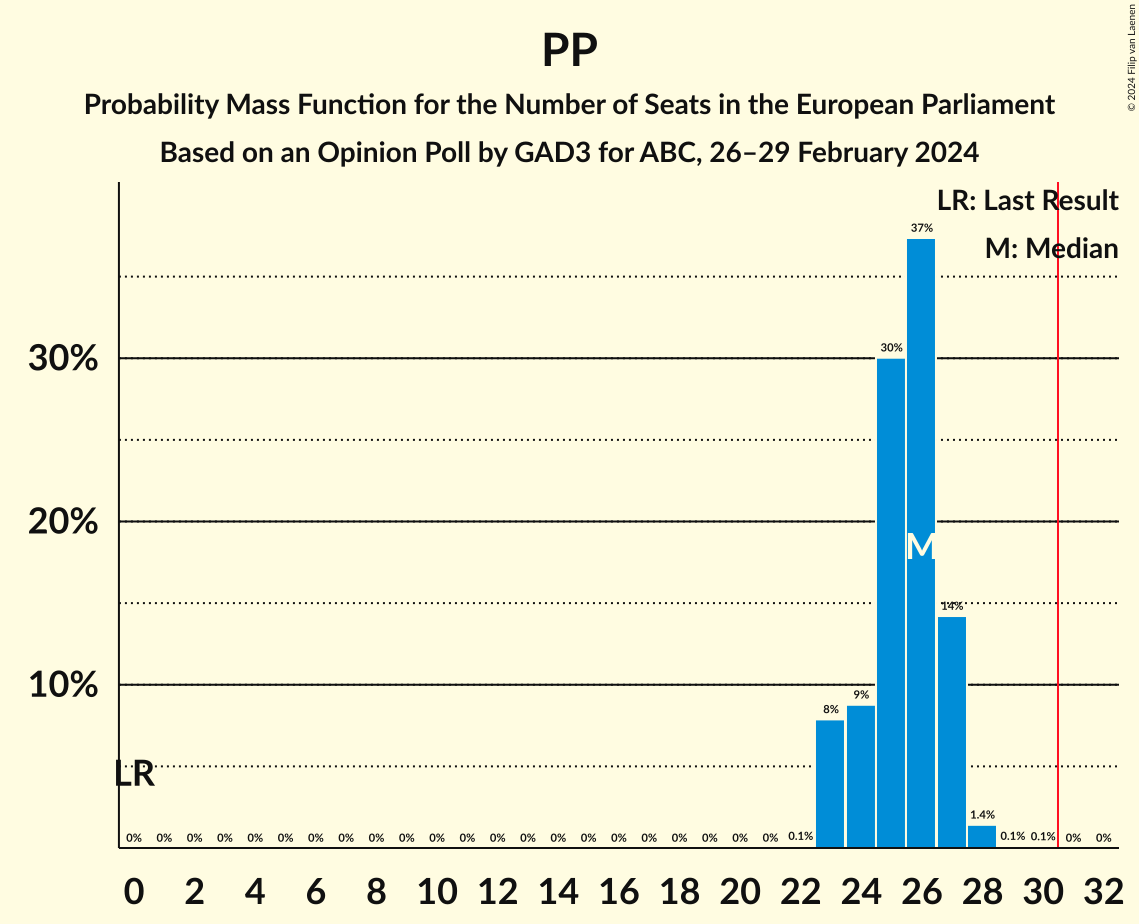 PP
Probability Mass Function for the Number of Seats in the European Parliament
Based on an Opinion Poll by GAD3 for ABC, 26–29 February 2024
© 2024 Filip van Laenen
LR: Last Result
M: Median
37%
30%
30%
20%
M
14%
10%
9%
8%
LR
1.4%
0% 0% 0% 0% 0% 0% 0% 0% 0% 0% 0% 0% 0% 0% 0% 0% 0% 0% 0% 0% 0% 0% 0.1% 0.1% 0.1% 0% 0%
0 2 4 6 8 10 12 14 16 18 20 22 24 26 28 30 32